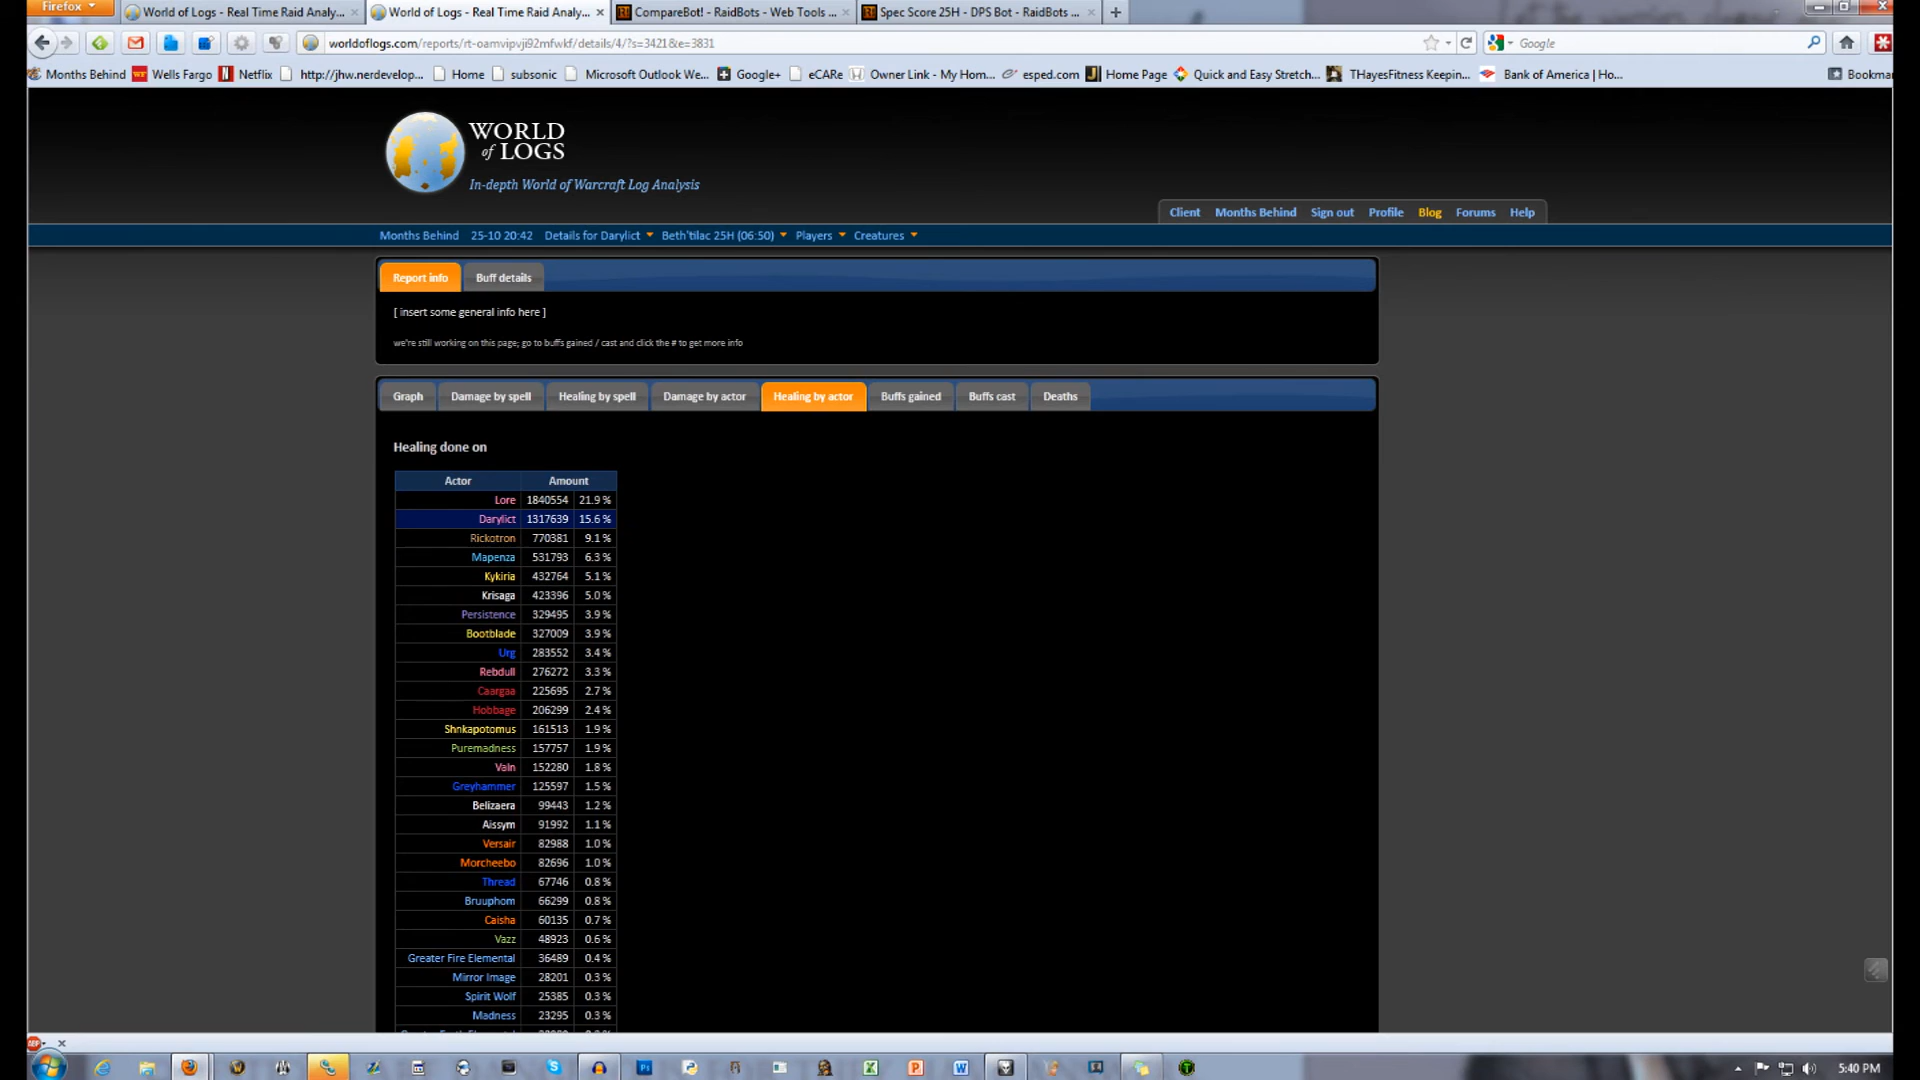 Firefox
World of Logs - Real Time Raid Analy... ×
World of Logs - Real Time Raid Analy... ×
CompareBot! - RaidBots - Web Tools ... ×
Spec Score 25H - DPS Bot - RaidBots ... ×
worldoflogs.com/reports/rt-oamvipvji92mfwkf/details/4/?s=3421&e=3831
Google
Months Behind Wells Fargo Netflix http://jhw.nerdevelop... Home subsonic Microsoft Outlook We... Google+ eCARe Owner Link - My Hom... esped.com Home Page Quick and Easy Stretch... THayesFitness Keepin... Bank of America | Ho... Bookmar
WORLD
of LOGS
In-depth World of Warcraft Log Analysis
Client Months Behind Sign out Profile Blog Forums Help
Months Behind 25-10 20:42 Details for Darylict Beth'tilac 25H (06:50) Players Creatures
Report info Buff details
[ insert some general info here ]
we're still working on this page; go to buffs gained / cast and click the # to get more info
Graph Damage by spell Healing by spell Damage by actor Healing by actor Buffs gained Buffs cast Deaths
Healing done on
Actor Amount
Lore 1840554 21.9 %
Darylict 1317639 15.6 %
Rickotron 770381 9.1 %
Mapenza 531793 6.3 %
Kykiria 432764 5.1 %
Krisaga 423396 5.0 %
Persistence 329495 3.9 %
Bootblade 327009 3.9 %
Urg 283552 3.4 %
Rebdull 276272 3.3 %
Caargaa 225695 2.7 %
Hobbage 206299 2.4 %
Shnkapotomus 161513 1.9 %
Puremadness 157757 1.9 %
Valn 152280 1.8 %
Greyhammer 125597 1.5 %
Belizaera 99443 1.2 %
Aissym 91992 1.1 %
Versair 82988 1.0 %
Morcheebo 82696 1.0 %
Thread 67746 0.8 %
Bruuphom 66299 0.8 %
Caisha 60135 0.7 %
Vazz 48923 0.6 %
Greater Fire Elemental 36489 0.4 %
Mirror Image 28201 0.3 %
Spirit Wolf 25385 0.3 %
Madness 23295 0.3 %
ABP
5:40 PM